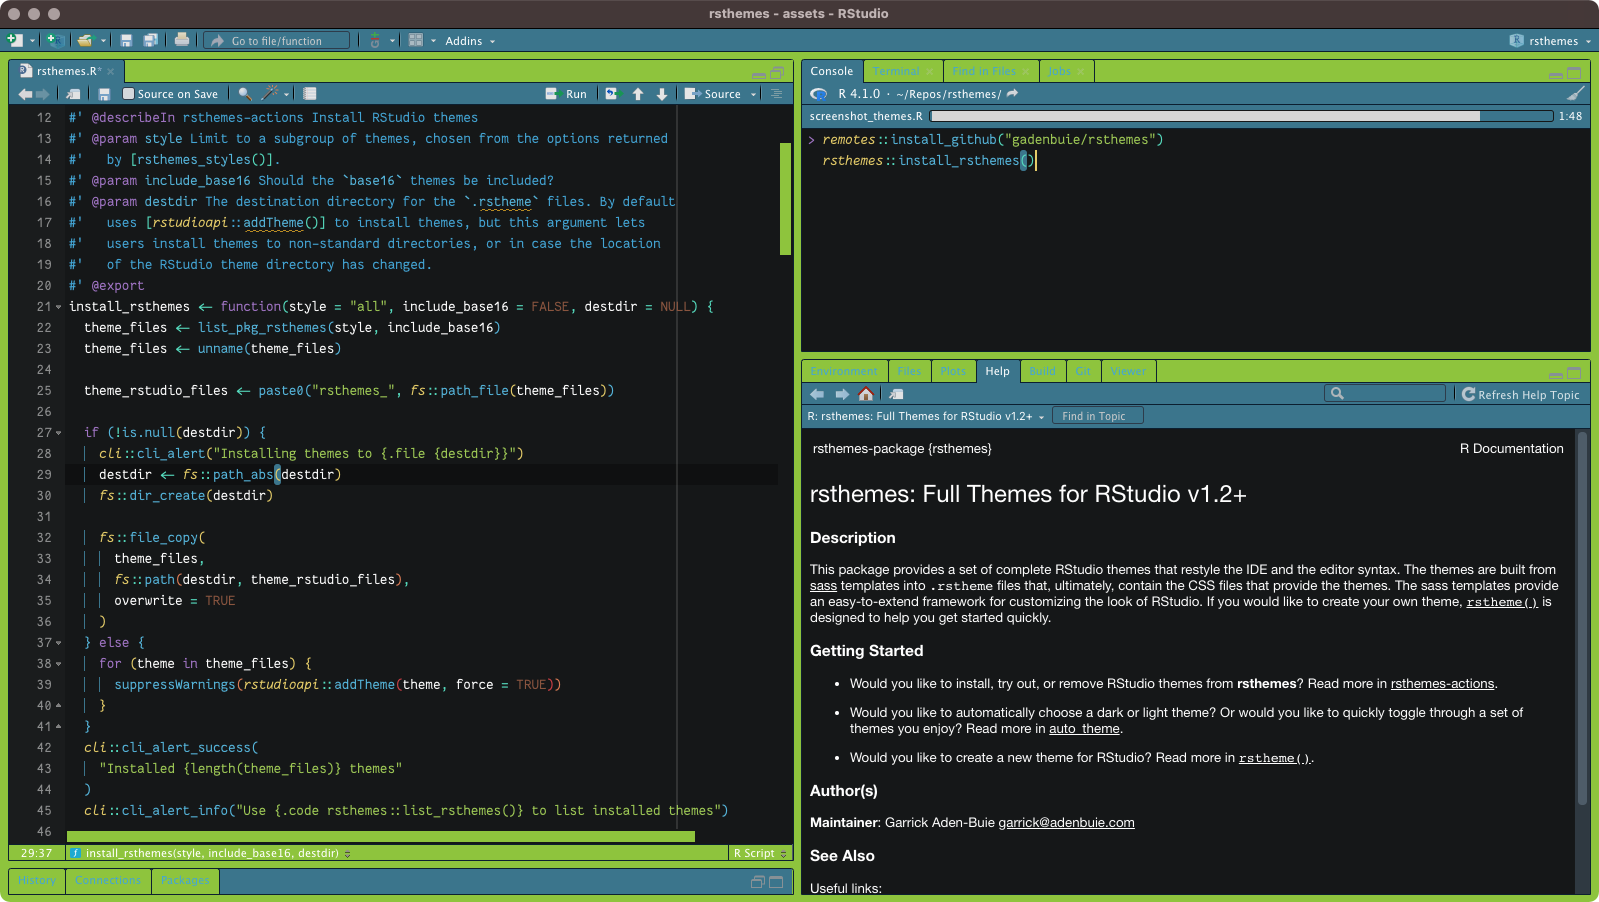 rsthemes - assets - RStudio
Go to file/function
Addins
rsthemes
rsthemes.R*
Source on Save
Run
Source
12 #' @describeIn rsthemes-actions Install RStudio themes
13 #' @param style Limit to a subgroup of themes, chosen from the options returned
14 #'   by [rsthemes_styles()].
15 #' @param include_base16 Should the `base16` themes be included?
16 #' @param destdir The destination directory for the `.rstheme` files. By default
17 #'   uses [rstudioapi::addTheme()] to install themes, but this argument lets
18 #'   users install themes to non-standard directories, or in case the location
19 #'   of the RStudio theme directory has changed.
20 #' @export
21 install_rsthemes <- function(style = "all", include_base16 = FALSE, destdir = NULL) {
22   theme_files <- list_pkg_rsthemes(style, include_base16)
23   theme_files <- unname(theme_files)
24
25   theme_rstudio_files <- paste0("rsthemes_", fs::path_file(theme_files))
26
27   if (!is.null(destdir)) {
28     cli::cli_alert("Installing themes to {.file {destdir}}")
29     destdir <- fs::path_abs(destdir)
30     fs::dir_create(destdir)
31
32     fs::file_copy(
33       theme_files,
34       fs::path(destdir, theme_rstudio_files),
35       overwrite = TRUE
36     )
37   } else {
38     for (theme in theme_files) {
39       suppressWarnings(rstudioapi::addTheme(theme, force = TRUE))
40     }
41   }
42   cli::cli_alert_success(
43     "Installed {length(theme_files)} themes"
44   )
45   cli::cli_alert_info("Use {.code rsthemes::list_rsthemes()} to list installed themes")
46
29:37 install_rsthemes(style, include_base16, destdir) R Script
History Connections Packages
Console Terminal Find in Files Jobs
R 4.1.0 · ~/Repos/rsthemes/
screenshot_themes.R 1:48
> remotes::install_github("gadenbuie/rsthemes")
rsthemes::install_rsthemes()
Environment Files Plots Help Build Git Viewer
Refresh Help Topic
R: rsthemes: Full Themes for RStudio v1.2+ Find in Topic
rsthemes-package {rsthemes} R Documentation
rsthemes: Full Themes for RStudio v1.2+
Description
This package provides a set of complete RStudio themes that restyle the IDE and the editor syntax. The themes are built from
sass templates into .rstheme files that, ultimately, contain the CSS files that provide the themes. The sass templates provide
an easy-to-extend framework for customizing the look of RStudio. If you would like to create your own theme, rstheme() is
designed to help you get started quickly.
Getting Started
• Would you like to install, try out, or remove RStudio themes from rsthemes? Read more in rsthemes-actions.
• Would you like to automatically choose a dark or light theme? Or would you like to quickly toggle through a set of
themes you enjoy? Read more in auto_theme.
• Would you like to create a new theme for RStudio? Read more in rstheme().
Author(s)
Maintainer: Garrick Aden-Buie garrick@adenbuie.com
See Also
Useful links: